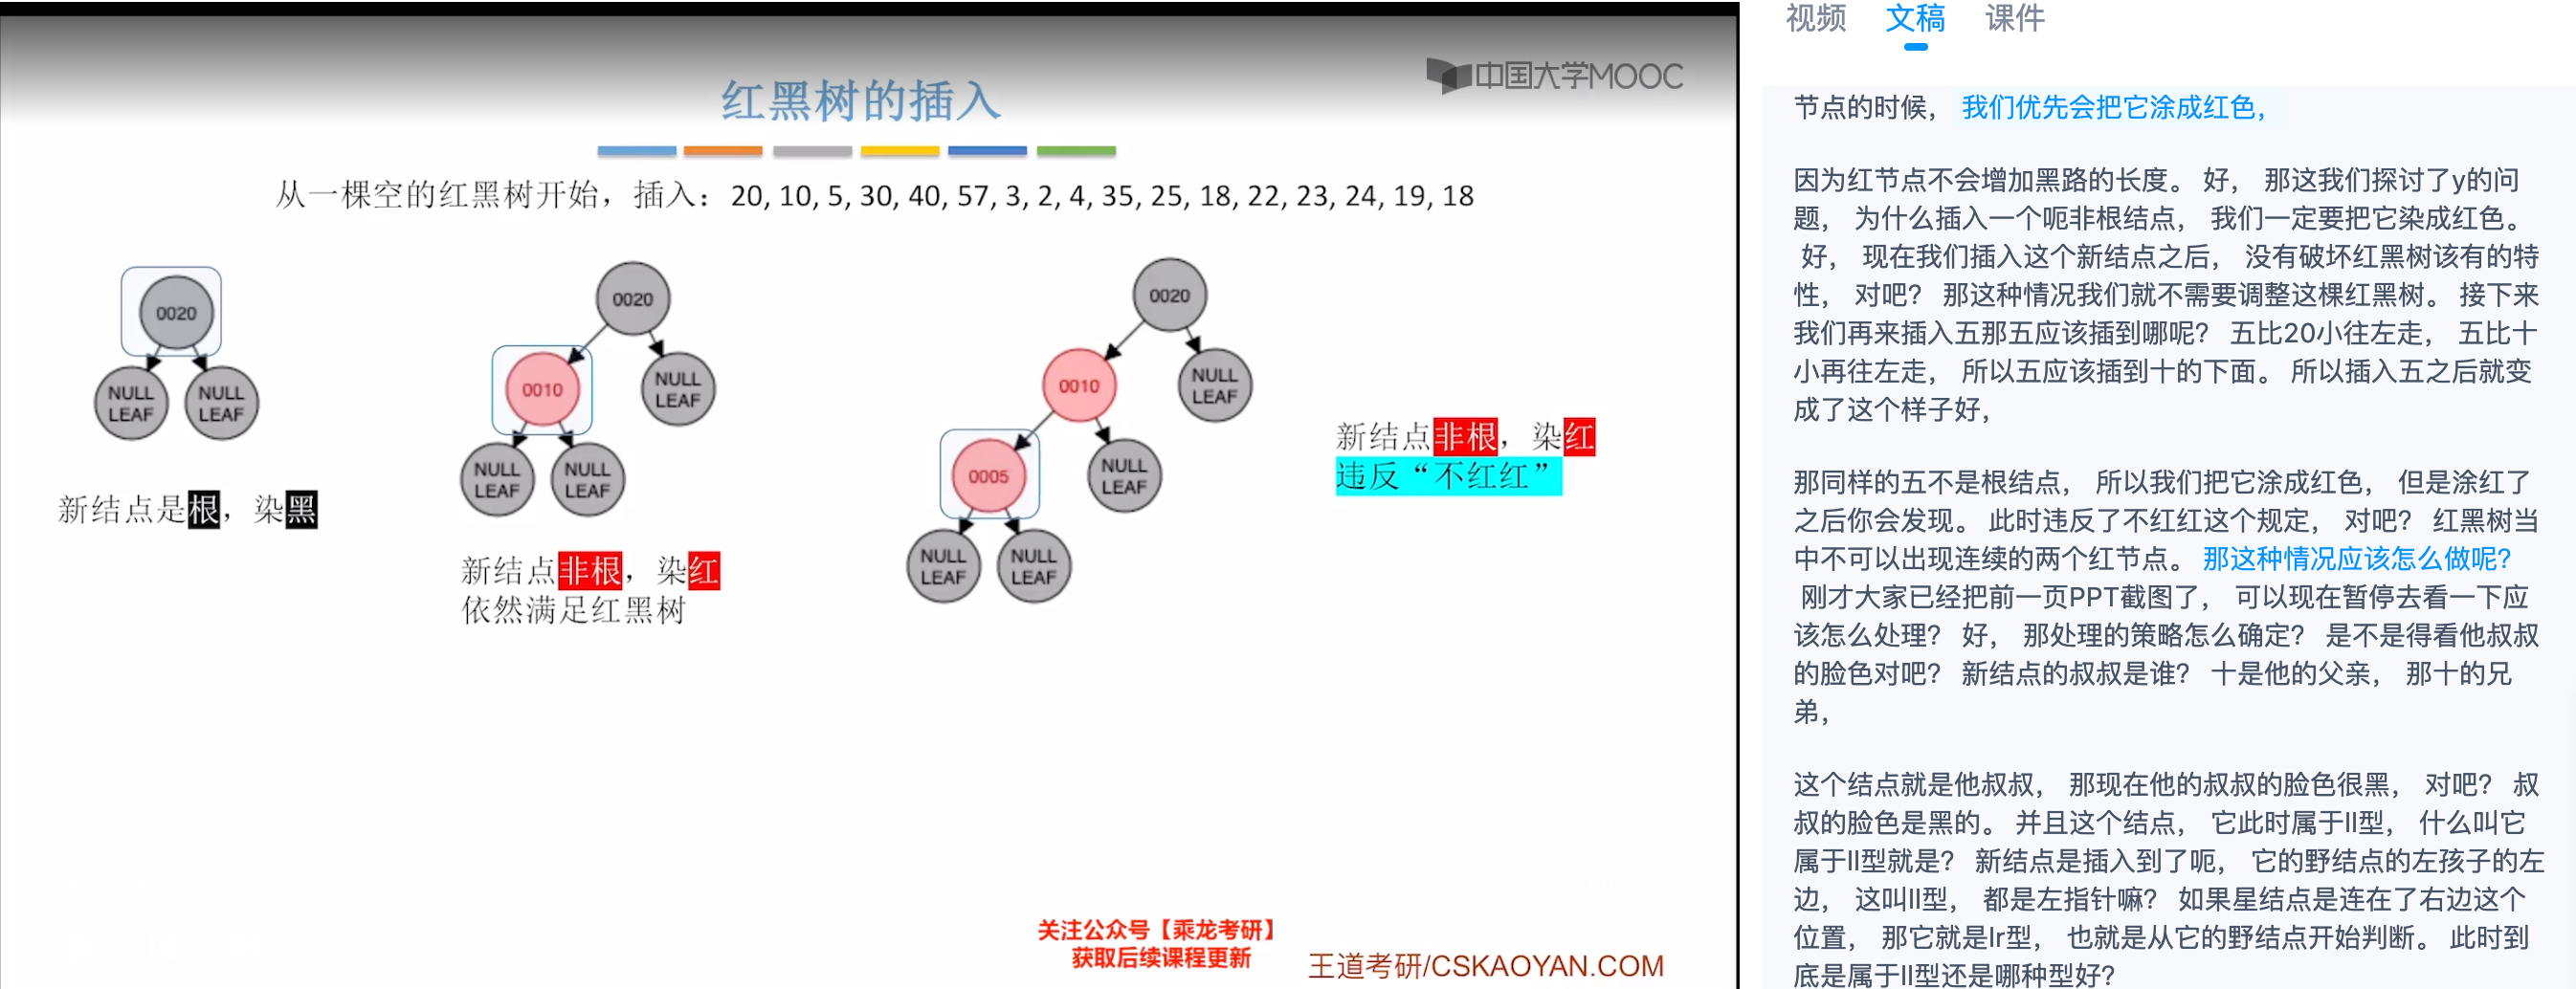 中国大学MOOC
红黑树的插入
从一棵空的红黑树开始，插入：20, 10, 5, 30, 40, 57, 3, 2, 4, 35, 25, 18, 22, 23, 24, 19, 18
0020
NULL LEAF
NULL LEAF
新结点是根，染黑
0020
0010
NULL LEAF
NULL LEAF
NULL LEAF
新结点非根，染红
依然满足红黑树
0020
0010
NULL LEAF
0005
NULL LEAF
NULL LEAF
NULL LEAF
新结点非根，染红
违反“不红红”
关注公众号【乘龙考研】
获取后续课程更新
王道考研/CSKAOYAN.COM
视频 文稿 课件
节点的时候， 我们优先会把它涂成红色，
因为红节点不会增加黑路的长度。 好， 那这我们探讨了y的问
题， 为什么插入一个呃非根结点， 我们一定要把它染成红色。
好， 现在我们插入这个新结点之后， 没有破坏红黑树该有的特
性， 对吧？ 那这种情况我们就不需要调整这棵红黑树。 接下来
我们再来插入五那五应该插到哪呢？ 五比20小往左走， 五比十
小再往左走， 所以五应该插到十的下面。 所以插入五之后就变
成了这个样子好，
那同样的五不是根结点， 所以我们把它涂成红色， 但是涂红了
之后你会发现。 此时违反了不红红这个规定， 对吧？ 红黑树当
中不可以出现连续的两个红节点。 那这种情况应该怎么做呢？
刚才大家已经把前一页PPT截图了， 可以现在暂停去看一下应
该怎么处理？ 好， 那处理的策略怎么确定？ 是不是得看他叔叔
的脸色对吧？ 新结点的叔叔是谁？ 十是他的父亲， 那十的兄
弟，
这个结点就是他叔叔， 那现在他的叔叔的脸色很黑， 对吧？ 叔
叔的脸色是黑的。 并且这个结点， 它此时属于ll型， 什么叫它
属于ll型就是？ 新结点是插入到了呃， 它的野结点的左孩子的左
边， 这叫ll型， 都是左指针嘛？ 如果星结点是连在了右边这个
位置， 那它就是lr型， 也就是从它的野结点开始判断。 此时到
底是属于ll型还是哪种型好？